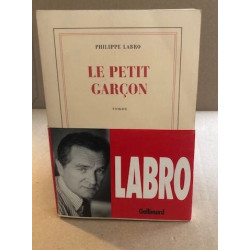 PHILIPPE LABRO
LE PETIT
GARÇON
roman
LABRO
Gallimard